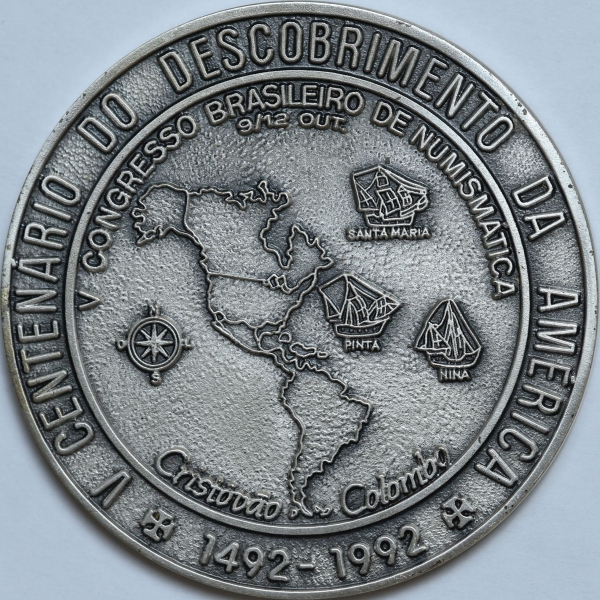 V CENTENÁRIO DO DESCOBRIMENTO DA AMÉRICA
1492-1992
V CONGRESSO BRASILEIRO DE NUMISMÁTICA
9/12 OUT.
SANTA MARIA
PINTA
NINA
N
S
Cristovão Colombo